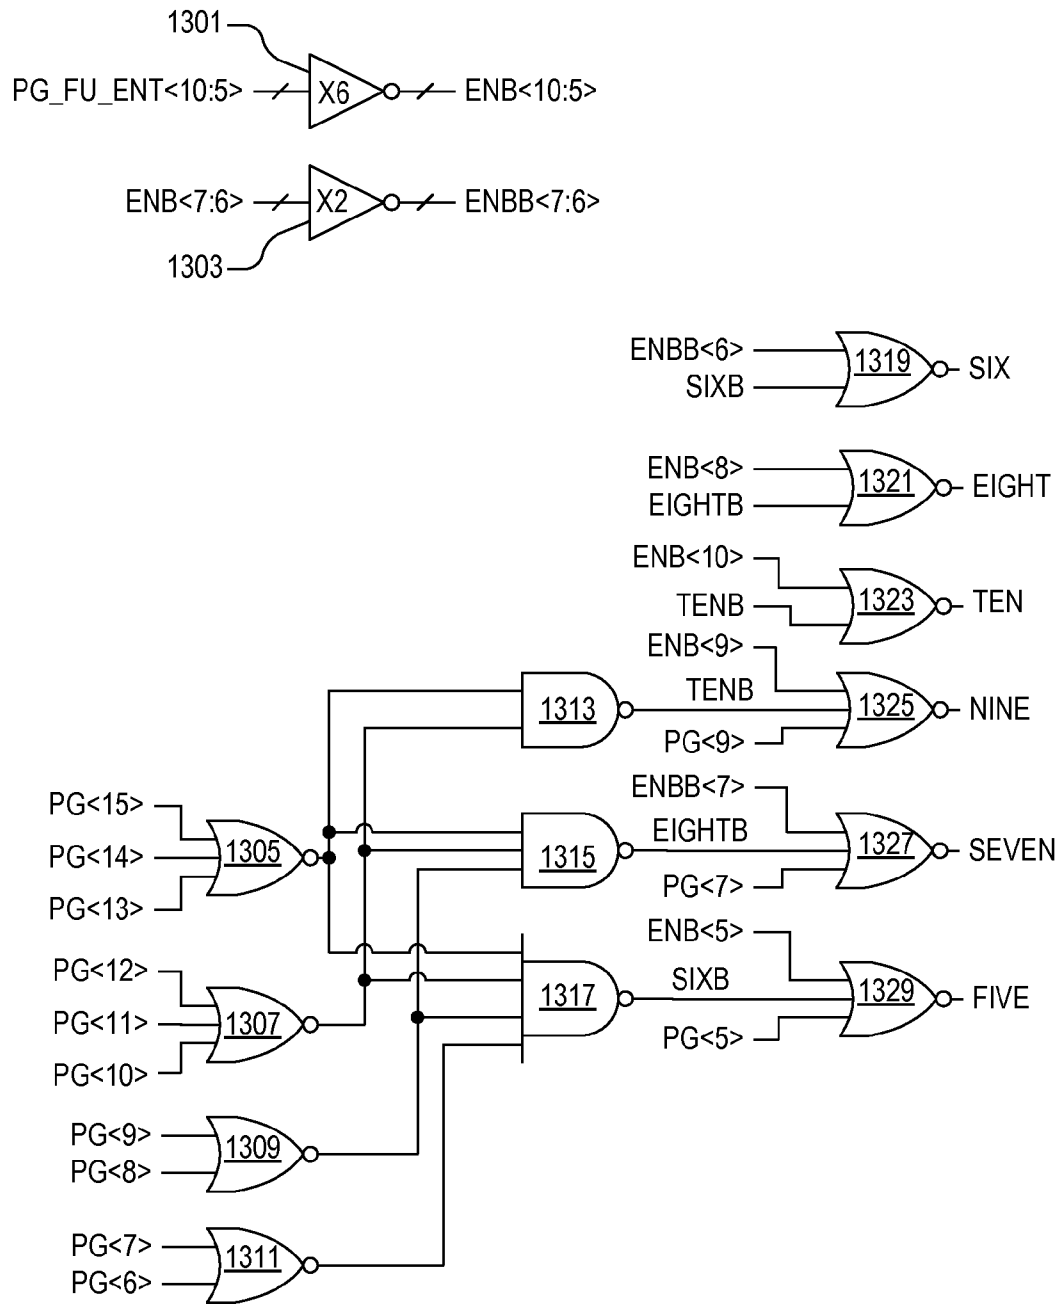 1301
PG_FU_ENT<10:5>
X6
ENB<10:5>
ENB<7:6>
X2
ENBB<7:6>
1303
ENBB<6>
SIXB
1319
SIX
ENB<8>
EIGHTB
1321
EIGHT
ENB<10>
TENB
1323
TEN
ENB<9>
1313
TENB
PG<9>
1325
NINE
ENBB<7>
PG<15>
PG<14>
PG<13>
1305
1315
EIGHTB
PG<7>
1327
SEVEN
ENB<5>
PG<12>
PG<11>
PG<10>
1307
1317
SIXB
PG<5>
1329
FIVE
PG<9>
PG<8>
1309
PG<7>
PG<6>
1311